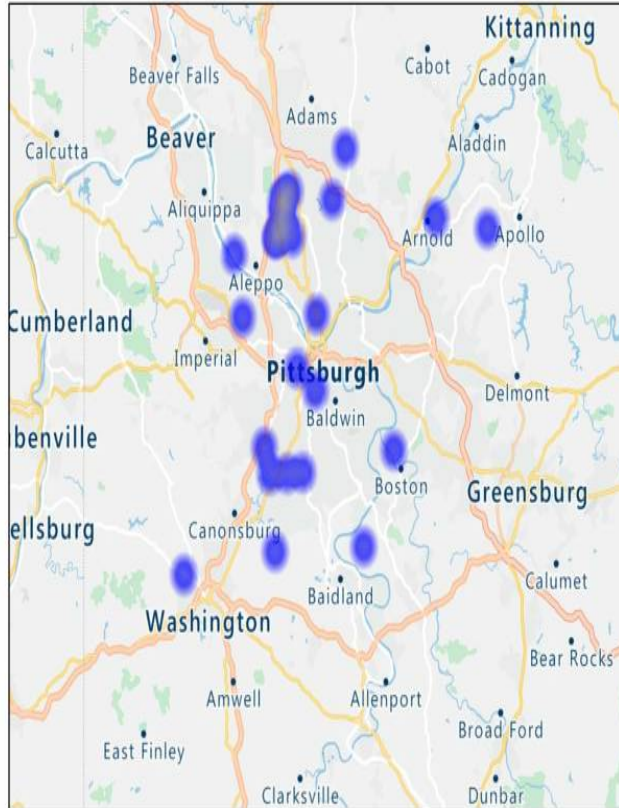 Kittanning
Cabot
Beaver Falls
Cadogan
Adams
Aladdin
Beaver
Calcutta
Aliquippa
Arnold
Apollo
Aleppo
Cumberland
Imperial
Pittsburgh
Delmont
Baldwin
ubenville
Boston
Greensburg
Canonsburg
ellsburg
Calumet
Baidland
Washington
Bear Rocks
Amwell
Allenport
Broad Ford
East Finley
Clarksville
Dunbar